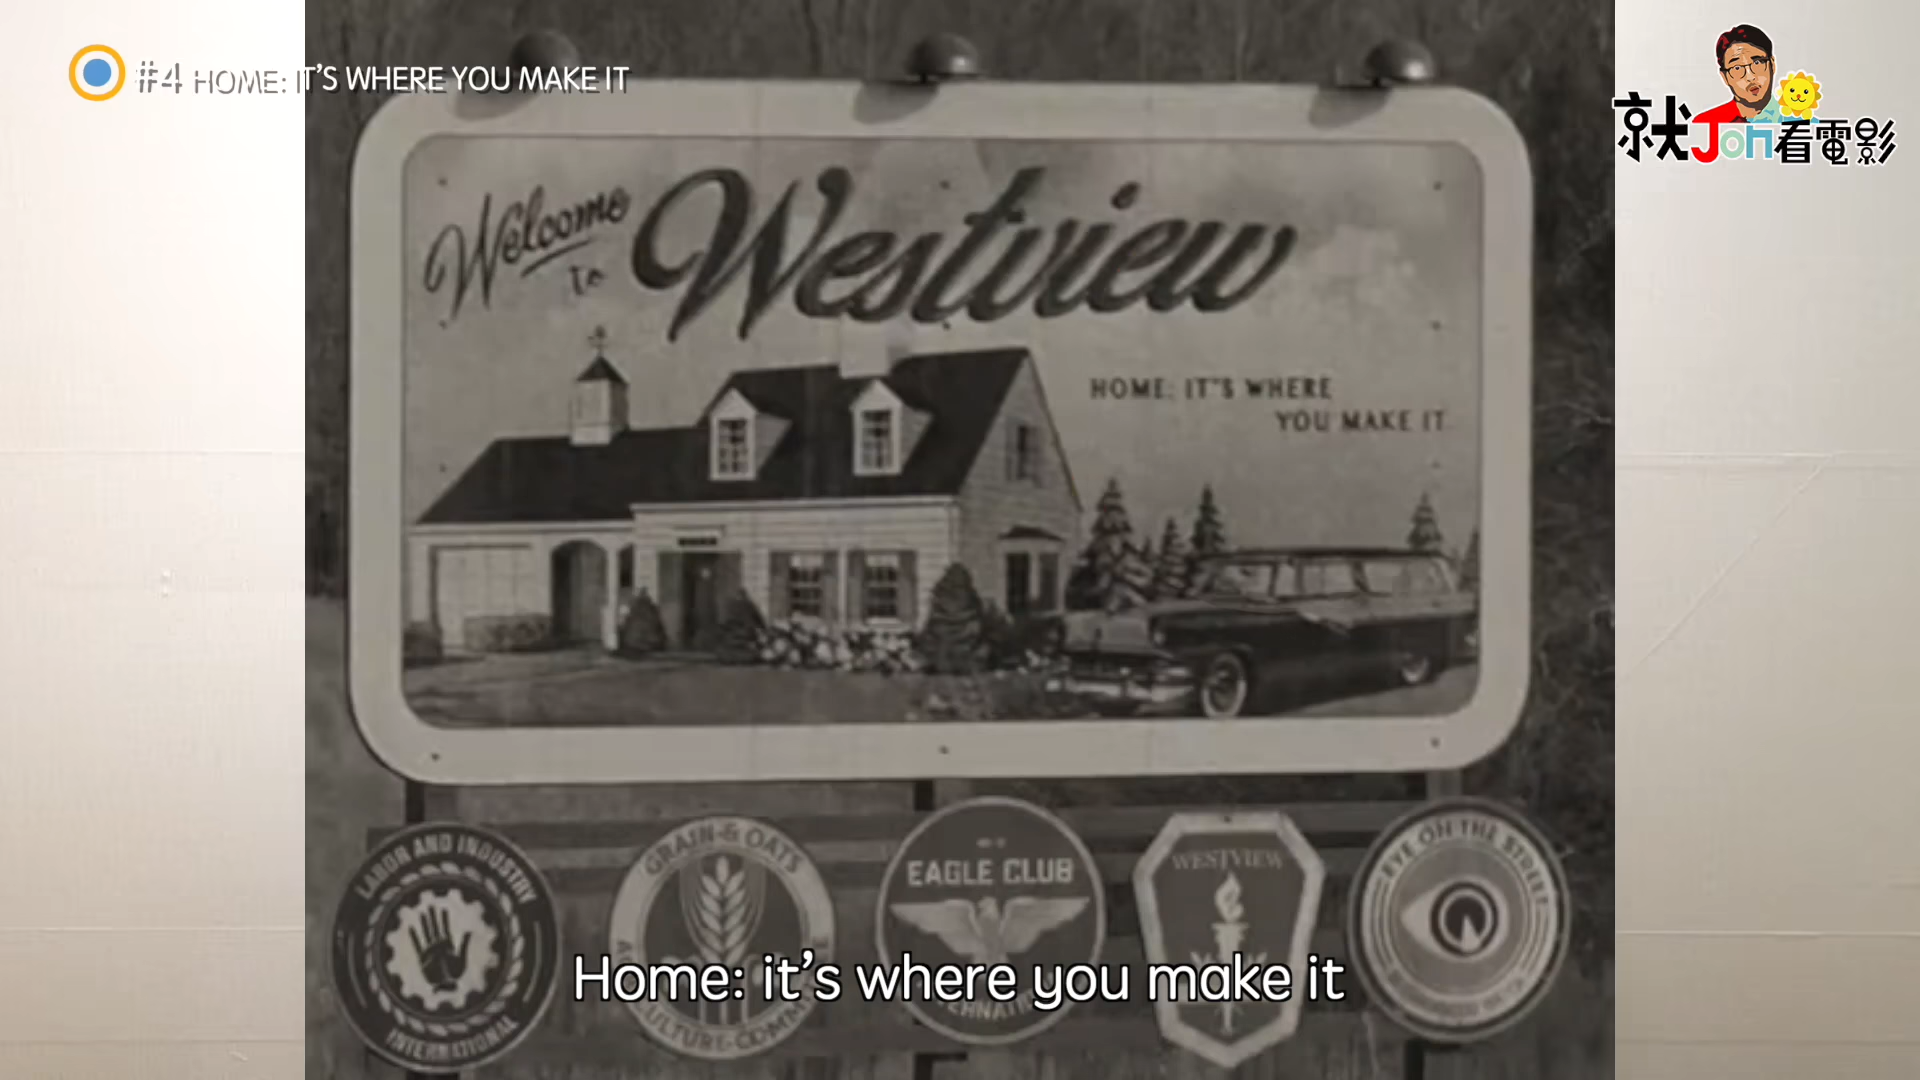 #4 HOME: IT'S WHERE YOU MAKE IT
就Jon看電影
Welcome
to
Westview
HOME: IT'S WHERE
YOU MAKE IT
LABOR AND INDUSTRY
INTERNATIONAL
GRAIN & OATS
EAGLE CLUB
WESTVIEW
EYE ON THE STREET
Home: it's where you make it